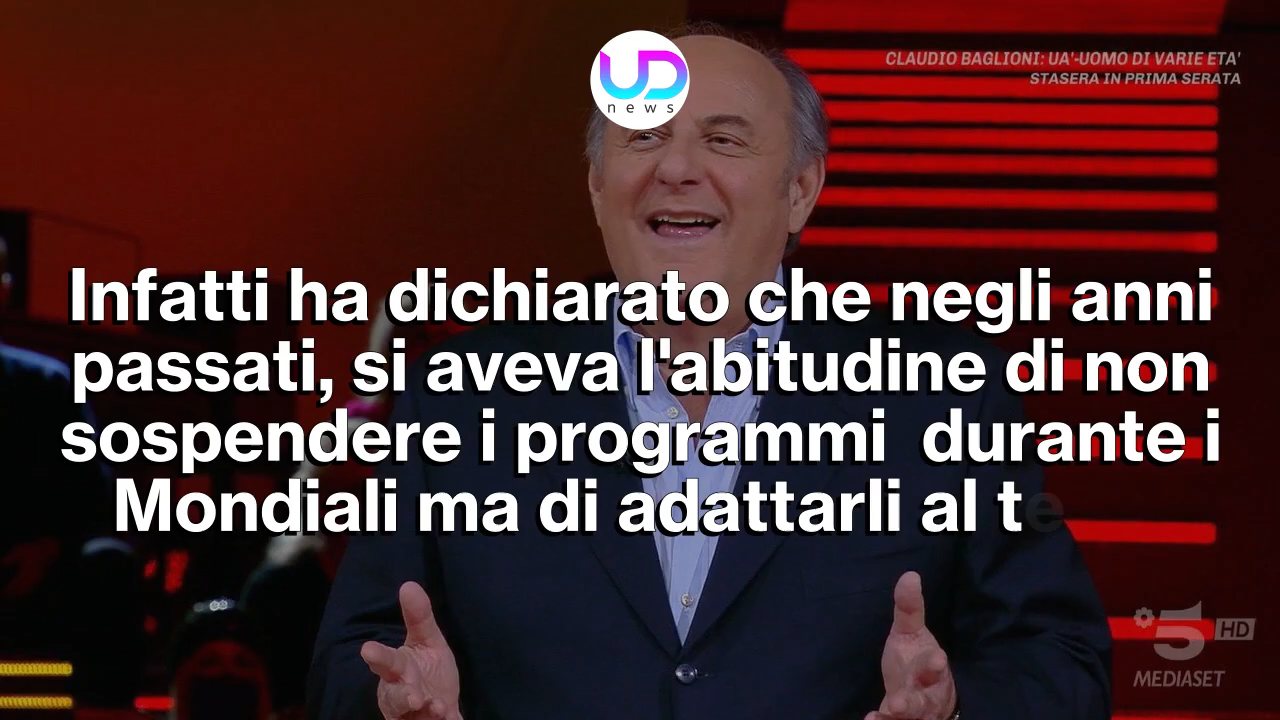 UD
news
CLAUDIO BAGLIONI: UA'-UOMO DI VARIE ETA'
STASERA IN PRIMA SERATA
Infatti ha dichiarato che negli anni
passati, si aveva l'abitudine di non
sospendere i programmi  durante i
Mondiali ma di adattarli al te
5 HD
MEDIASET